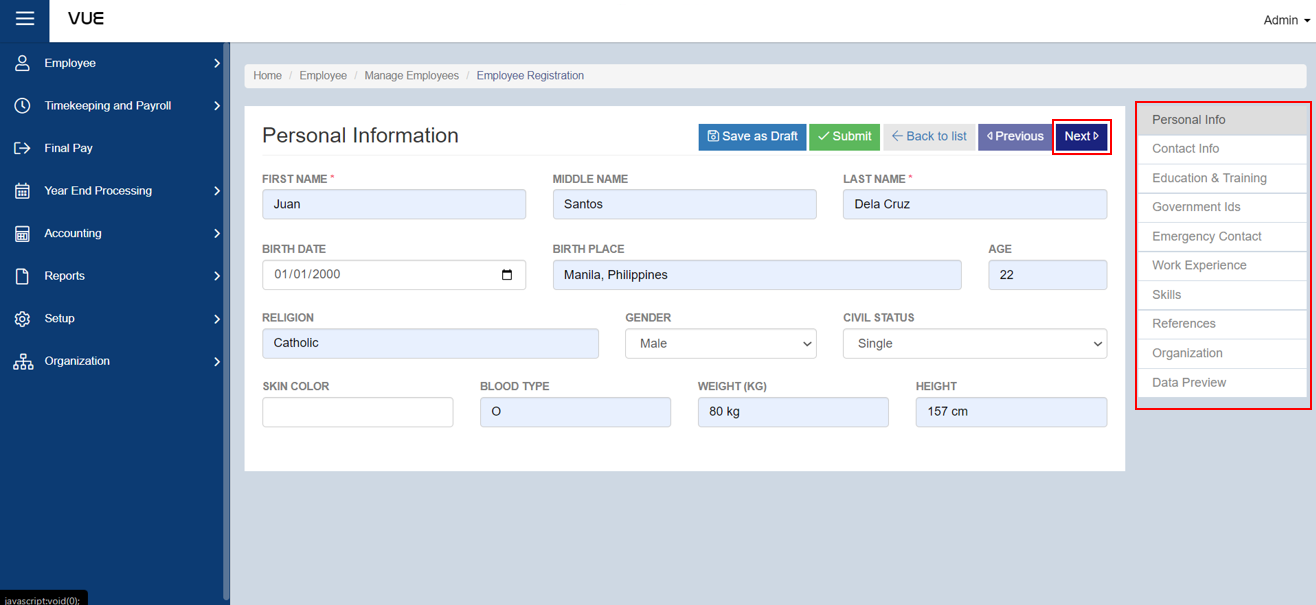 VUE
Admin
Employee
Timekeeping and Payroll
Final Pay
Year End Processing
Accounting
Reports
Setup
Organization
javascript:void(0);
Home / Employee / Manage Employees / Employee Registration
Personal Information
Save as Draft Submit Back to list Previous Next
FIRST NAME * MIDDLE NAME LAST NAME *
Juan Santos Dela Cruz
BIRTH DATE BIRTH PLACE AGE
01/01/2000 Manila, Philippines 22
RELIGION GENDER CIVIL STATUS
Catholic Male Single
SKIN COLOR BLOOD TYPE WEIGHT (KG) HEIGHT
O 80 kg 157 cm
Personal Info
Contact Info
Education & Training
Government Ids
Emergency Contact
Work Experience
Skills
References
Organization
Data Preview